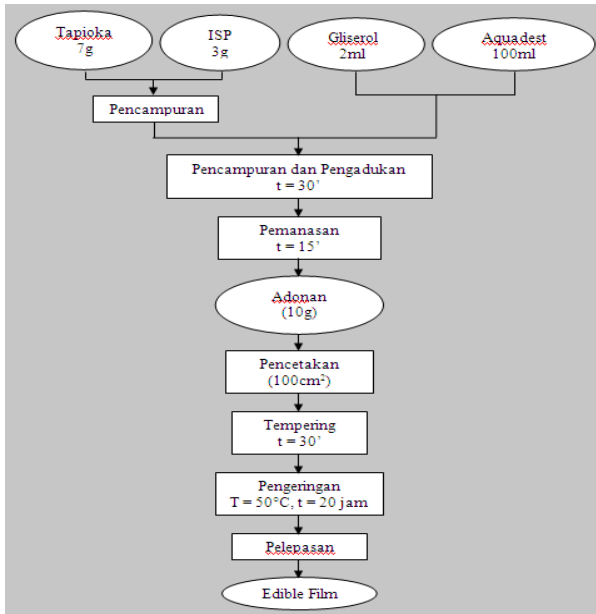 Tapioka
7g
ISP
3g
Gliserol
2ml
Aquadest
100ml
Pencampuran
Pencampuran dan Pengadukan
t = 30’
Pemanasan
t = 15’
Adonan
(10g)
Pencetakan
(100cm²)
Tempering
t = 30’
Pengeringan
T = 50°C, t = 20 jam
Pelepasan
Edible Film